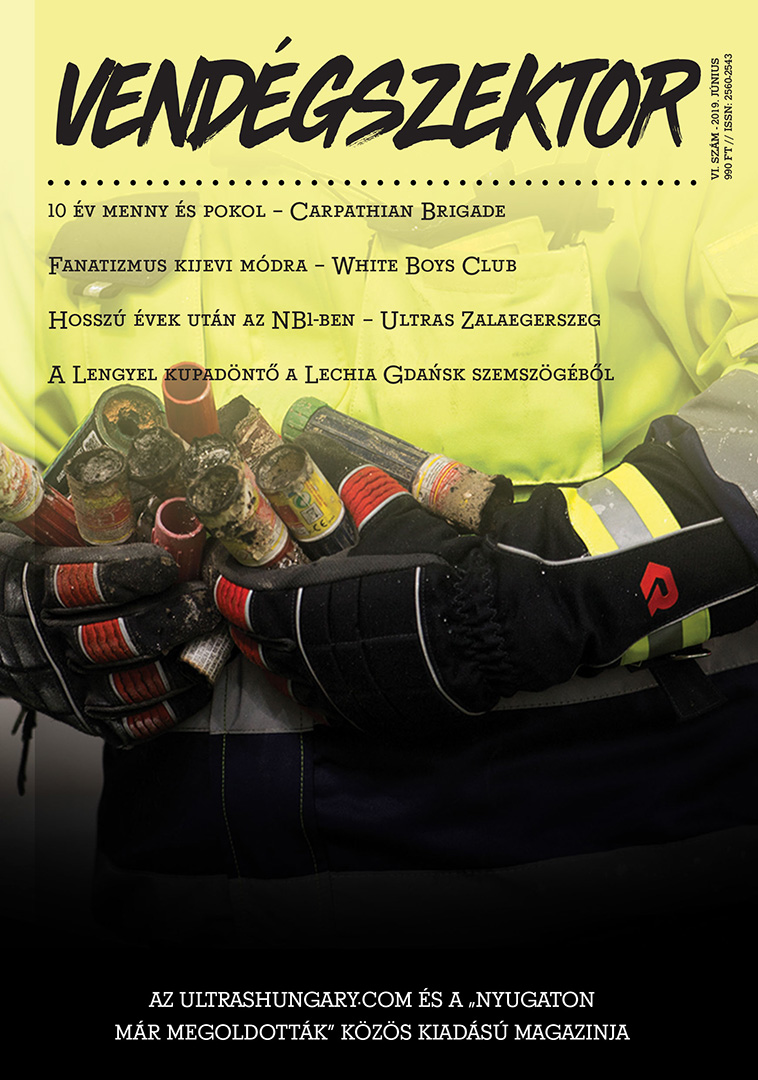 VENDÉGSZEKTOR
VI. SZÁM - 2019. JÚNIUS
990 FT // ISSN: 2560-2543
10 ÉV MENNY ÉS POKOL – CARPATHIAN BRIGADE
FANATIZMUS KIJEVI MÓDRA – WHITE BOYS CLUB
HOSSZÚ ÉVEK UTÁN AZ NB1-BEN – ULTRAS ZALAEGERSZEG
A LENGYEL KUPADÖNTŐ A LECHIA GDAŃSK SZEMSZÖGÉBŐL
AZ ULTRASHUNGARY.COM ÉS A „NYUGATON
MÁR MEGOLDOTTÁK” KÖZÖS KIADÁSÚ MAGAZINJA